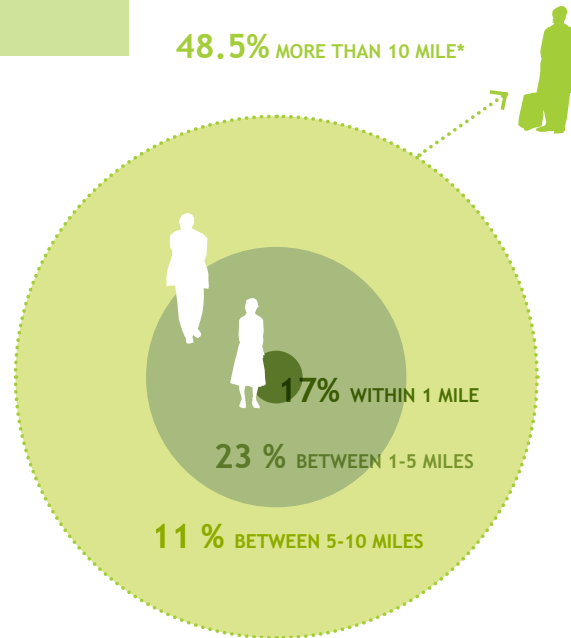 48.5% MORE THAN 10 MILE*
17% WITHIN 1 MILE
23 % BETWEEN 1-5 MILES
11 % BETWEEN 5-10 MILES